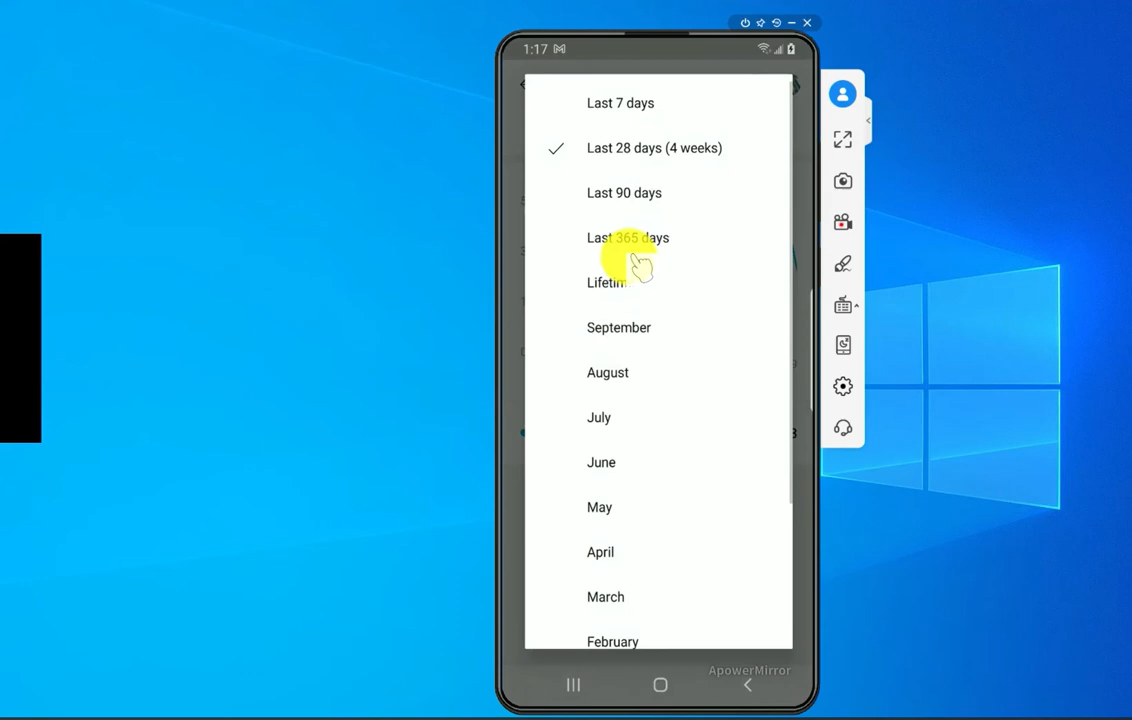 1:17
Last 7 days
Last 28 days (4 weeks)
Last 90 days
Last 365 days
Lifetim
September
August
July
June
May
April
March
February
ApowerMirror